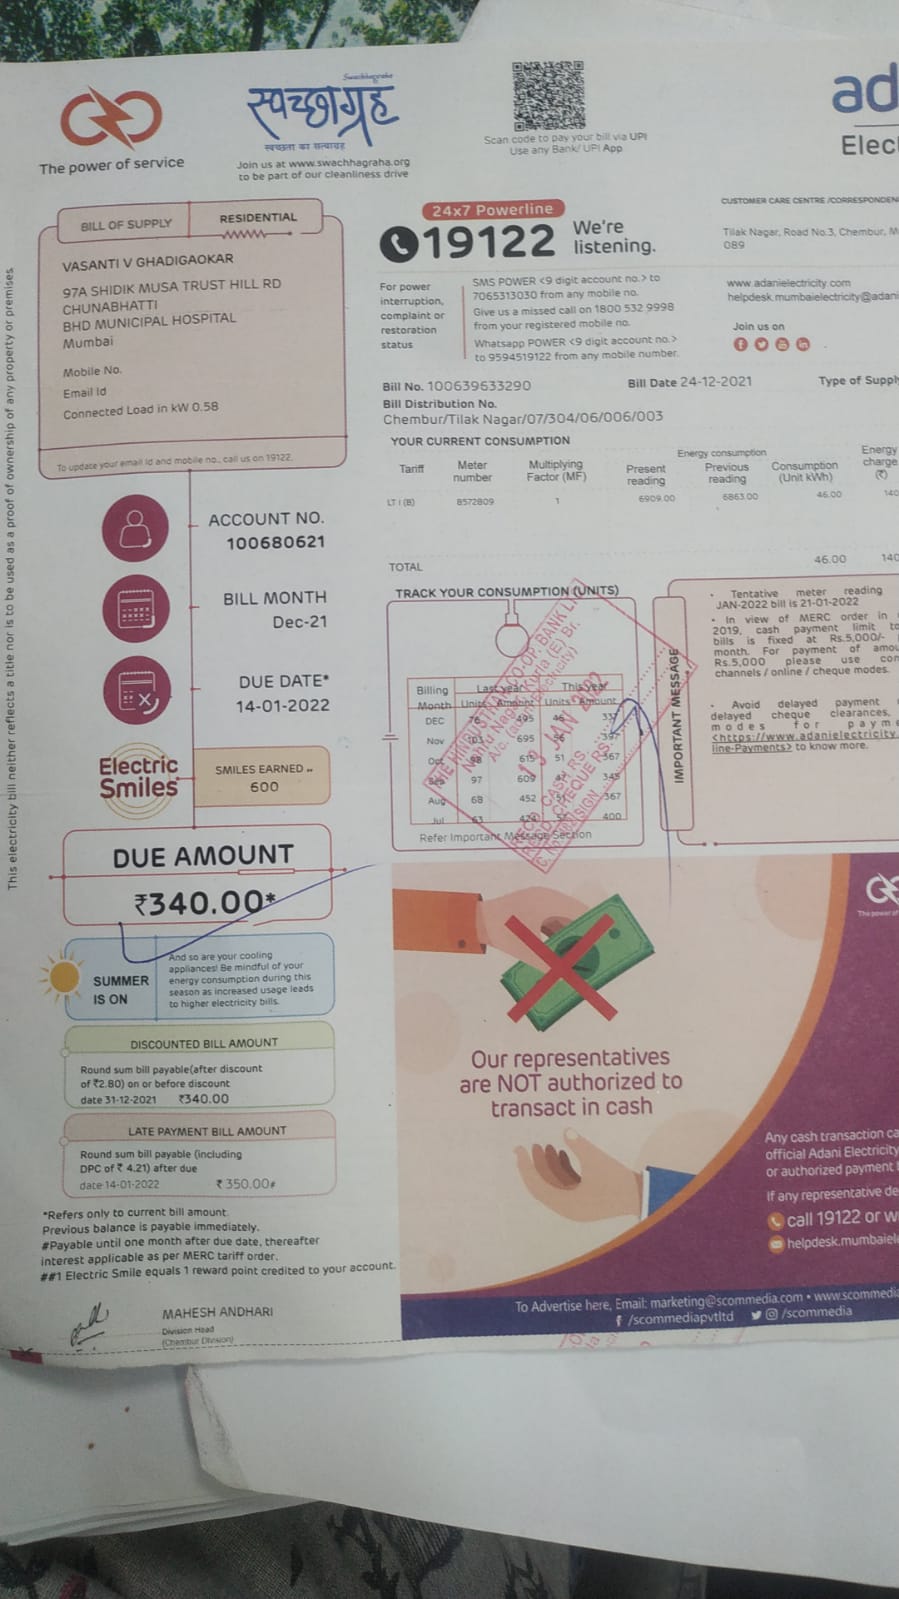 The power of service
Swachhagraha
स्वच्छाग्रह
स्वच्छता का सत्याग्रह
Join us at www.swachhagraha.org
to be part of our cleanliness drive
Scan code to pay your bill via UPI
Use any Bank/ UPI App
ad
Elec
This electricity bill neither reflects a title nor is to be used as a proof of ownership of any property or premises.
BILL OF SUPPLY RESIDENTIAL
VASANTI V GHADIGAOKAR
97A SHIDIK MUSA TRUST HILL RD
CHUNABHATTI
BHD MUNICIPAL HOSPITAL
Mumbai
Mobile No.
Email Id
Connected Load in kW 0.58
To update your email id and mobile no., call us on 19122.
24x7 Powerline
19122 We're
listening.
CUSTOMER CARE CENTRE /CORRESPONDEN
Tilak Nagar, Road No.3, Chembur, M
089
For power
interruption,
complaint or
restoration
status
SMS POWER <9 digit account no.> to
7065313030 from any mobile no.
Give us a missed call on 1800 532 9998
from your registered mobile no.
Whatsapp POWER <9 digit account no.>
to 9594519122 from any mobile number.
www.adanielectricity.com
helpdesk.mumbaielectricity@adani
Join us on
Bill No. 100639633290 Bill Date 24-12-2021 Type of Supply
Bill Distribution No.
Chembur/Tilak Nagar/07/304/06/006/003
YOUR CURRENT CONSUMPTION
Energy consumption
Tariff Meter number Multiplying Factor (MF) Present reading Previous reading Consumption (Unit kWh) Energy charge (₹)
LT I (B) 8572809 1 6909.00 6863.00 46.00 140
TOTAL 46.00 140
ACCOUNT NO.
100680621
BILL MONTH
Dec-21
DUE DATE*
14-01-2022
Electric
Smiles
SMILES EARNED ##
600
DUE AMOUNT
₹340.00*
TRACK YOUR CONSUMPTION (UNITS)
Billing Last year This Year
Month Units Amount Units Amount
DEC 76 495 46 337
Nov 103 695 56 397
Oct 98 615 51 367
Sep 97 609 47 345
Aug 68 452 51 367
Jul 63 424 400
Refer Important Message Section
CO-OP. BANK
Kurla (E) Br.
19 JAN 2022
IMPORTANT MESSAGE
• Tentative meter reading
JAN-2022 bill is 21-01-2022
• In view of MERC order in
2019, cash payment limit to
bills is fixed at Rs.5,000/-
month. For payment of amou
Rs.5,000 please use con
channels / online / cheque modes.
• Avoid delayed payment
delayed cheque clearances,
modes for paym
<https://www.adanielectricity.
line-Payments> to know more.
SUMMER
IS ON
And so are your cooling
appliances! Be mindful of your
energy consumption during this
season as increased usage leads
to higher electricity bills.
DISCOUNTED BILL AMOUNT
Round sum bill payable(after discount
of ₹2.80) on or before discount
date 31-12-2021 ₹340.00
LATE PAYMENT BILL AMOUNT
Round sum bill payable (including
DPC of ₹ 4.21) after due
date 14-01-2022 ₹ 350.00#
*Refers only to current bill amount.
Previous balance is payable immediately.
#Payable until one month after due date, thereafter
interest applicable as per MERC tariff order.
##1 Electric Smile equals 1 reward point credited to your account.
MAHESH ANDHARI
Division Head
(Chembur Division)
Our representatives
are NOT authorized to
transact in cash
The power of
Any cash transaction ca
official Adani Electricity
or authorized payment
If any representative de
call 19122 or w
helpdesk.mumbaiele
To Advertise here, Email: marketing@scommedia.com • www.scommedi
/scommediapvtltd /scommedia